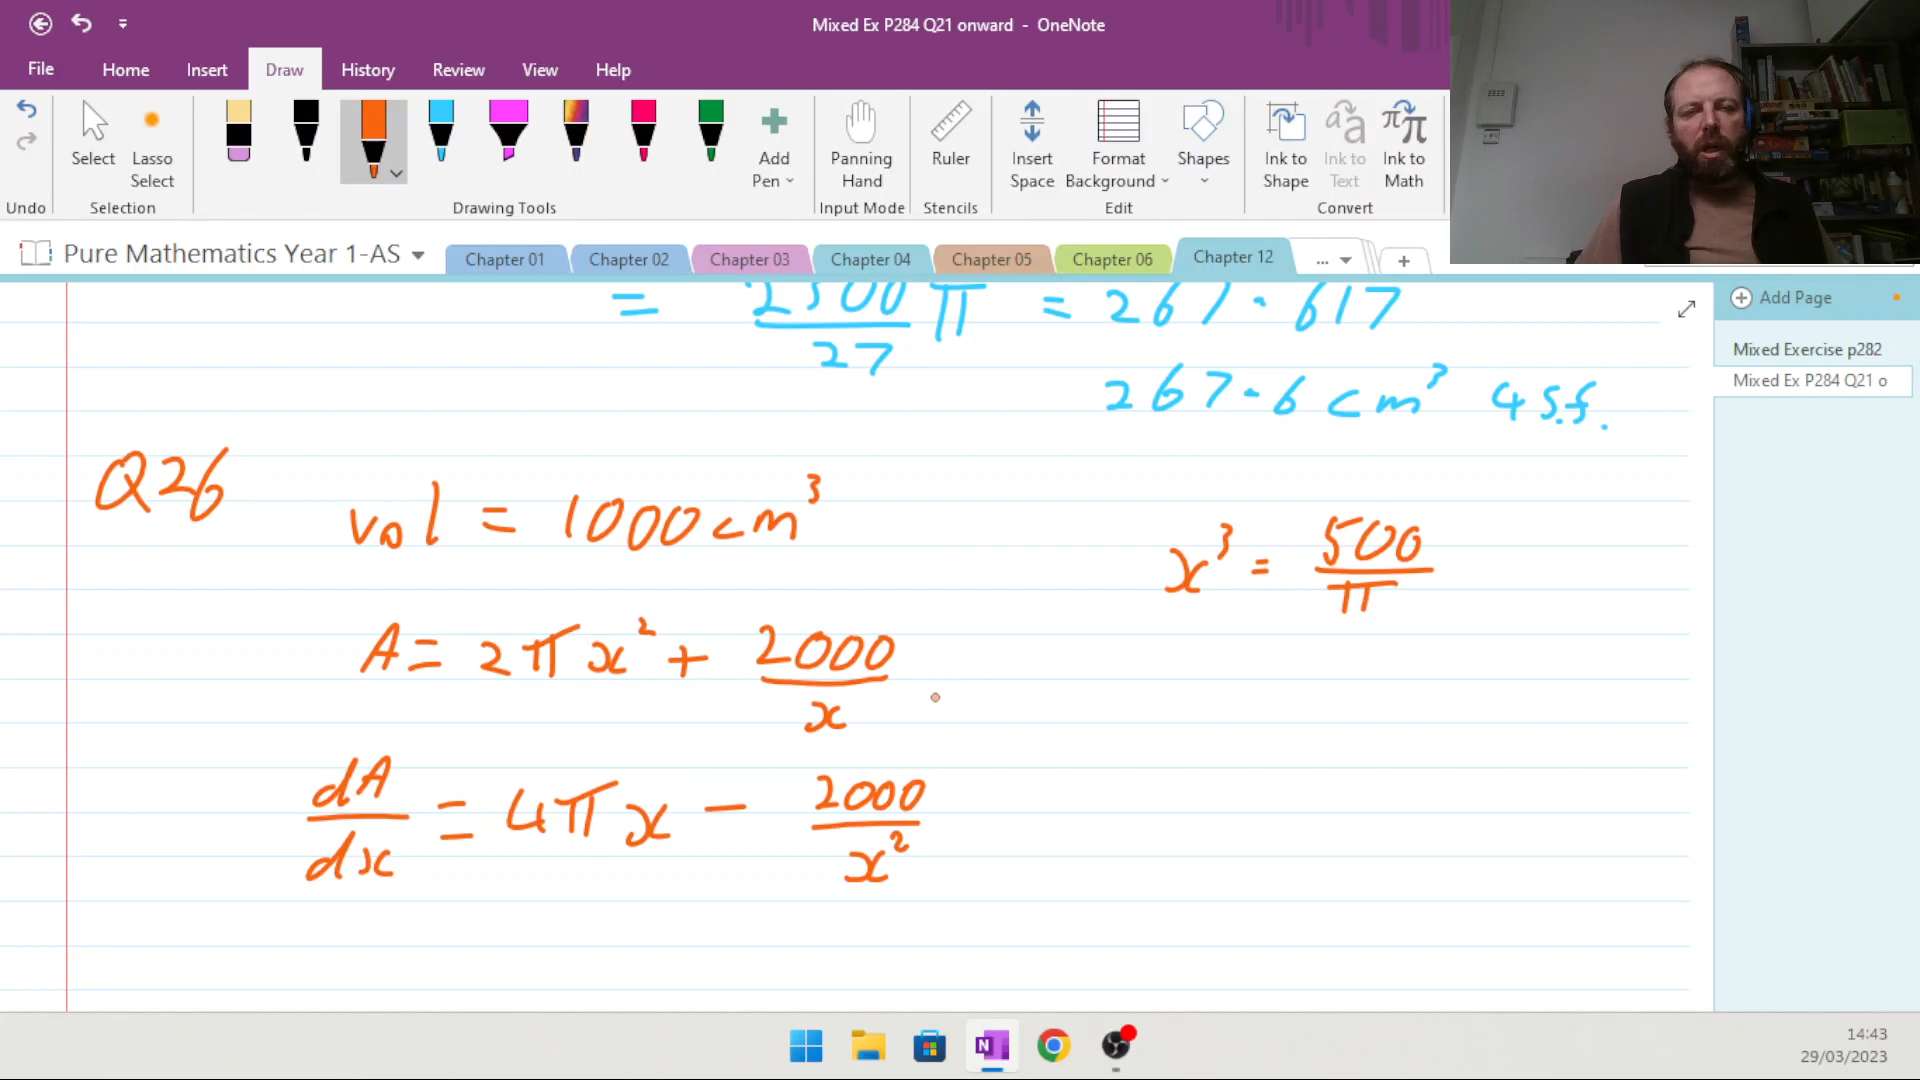 Mixed Ex P284 Q21 onward - OneNote
File Home Insert Draw History Review View Help
Select
Lasso Select
Add Pen
Panning Hand
Ruler
Insert Space
Format Background
Shapes
Ink to Shape
Ink to Text
Ink to Math
Undo Selection Drawing Tools Input Mode Stencils Edit Convert
Pure Mathematics Year 1-AS Chapter 01 Chapter 02 Chapter 03 Chapter 04 Chapter 05 Chapter 06 Chapter 12 ... +
Add Page
Mixed Exercise p282
Mixed Ex P284 Q21 o
= 2500/27 π = 267.617
267.6 cm³ 4 s.f.
Q26
vol = 1000cm³
x³ = 500/π
A = 2πx² + 2000/x
dA/dx = 4πx - 2000/x²
14:43
29/03/2023